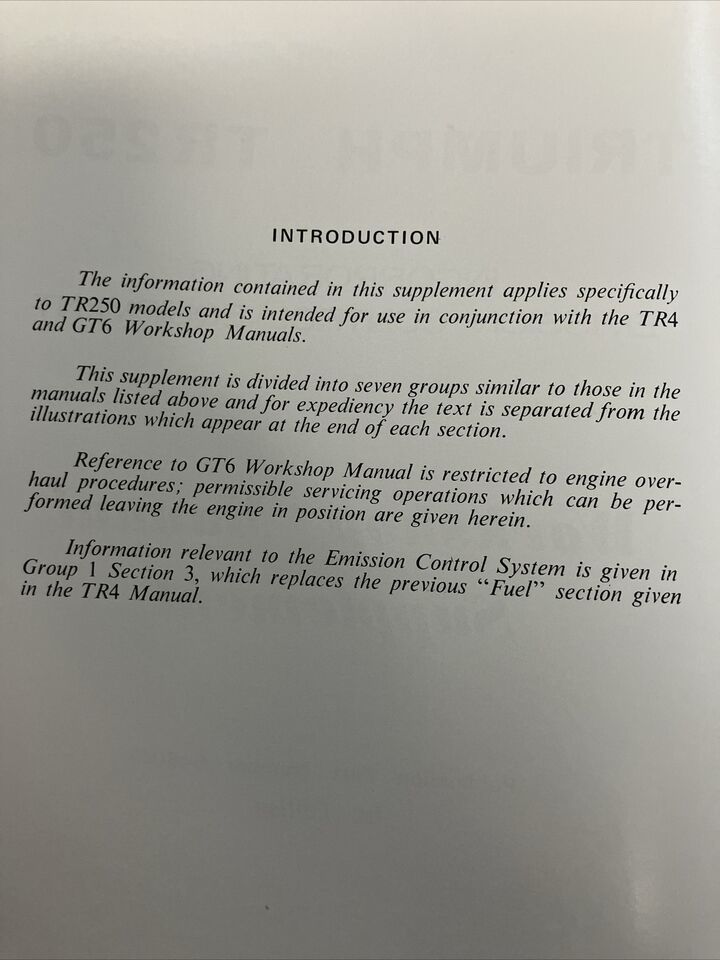 INTRODUCTION
The information contained in this supplement applies specifically
to TR250 models and is intended for use in conjunction with the TR4
and GT6 Workshop Manuals.
This supplement is divided into seven groups similar to those in the
manuals listed above and for expediency the text is separated from the
illustrations which appear at the end of each section.
Reference to GT6 Workshop Manual is restricted to engine over-
haul procedures; permissible servicing operations which can be per-
formed leaving the engine in position are given herein.
Information relevant to the Emission Control System is given in
Group 1 Section 3, which replaces the previous “Fuel” section given
in the TR4 Manual.